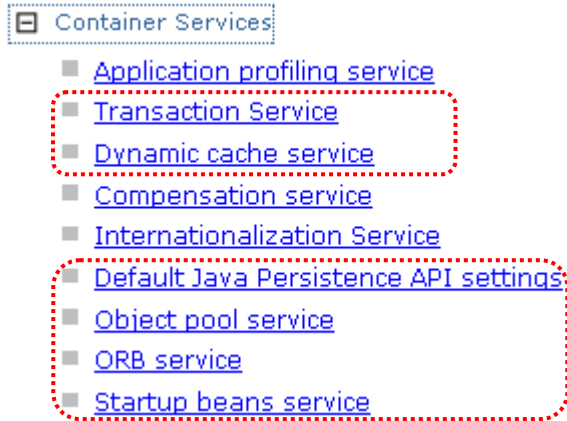 Container Services
Application profiling service
Transaction Service
Dynamic cache service
Compensation service
Internationalization Service
Default Java Persistence API settings
Object pool service
ORB service
Startup beans service